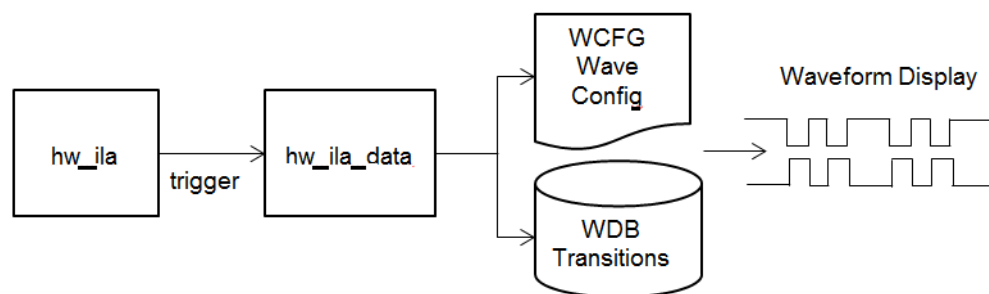 hw_ila
trigger
hw_ila_data
WCFG
Wave
Config
WDB
Transitions
Waveform Display